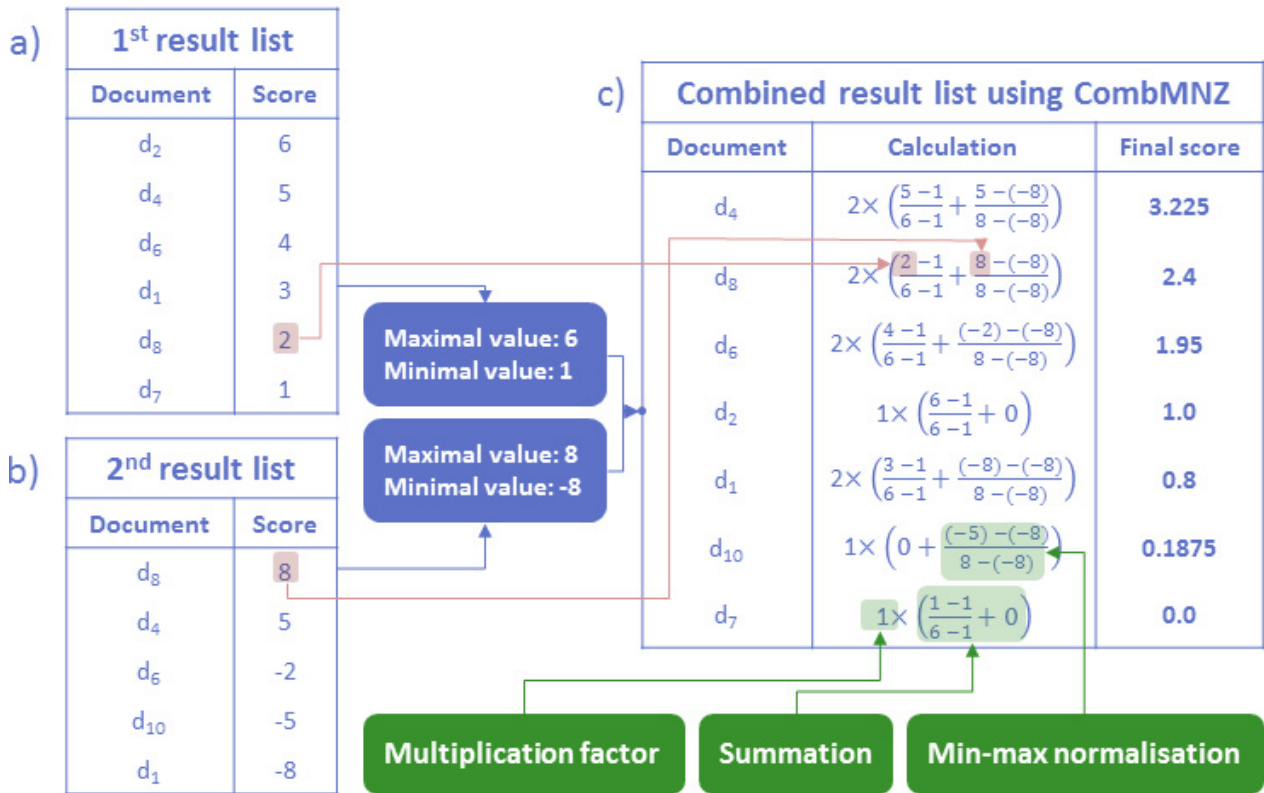 a)
1st result list
Document Score
d2 6
d4 5
d6 4
d1 3
d8 2
d7 1
b)
2nd result list
Document Score
d8 8
d4 5
d6 -2
d10 -5
d1 -8
Maximal value: 6
Minimal value: 1
Maximal value: 8
Minimal value: -8
c)
Combined result list using CombMNZ
Document Calculation Final score
d4 2× (5 −1/6 −1 + 5 −(−8)/8 −(−8)) 3.225
d8 2× (2 −1/6 −1 + 8 −(−8)/8 −(−8)) 2.4
d6 2× (4 −1/6 −1 + (−2) −(−8)/8 −(−8)) 1.95
d2 1× (6 −1/6 −1 + 0) 1.0
d1 2× (3 −1/6 −1 + (−8) −(−8)/8 −(−8)) 0.8
d10 1× (0 + (−5) −(−8)/8 −(−8)) 0.1875
d7 1× (1 −1/6 −1 + 0) 0.0
Multiplication factor
Summation
Min-max normalisation